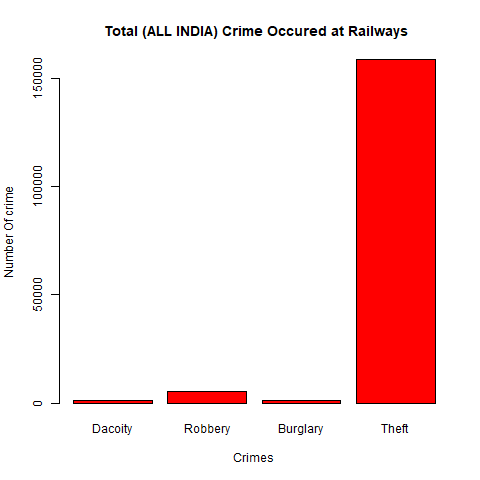 Total (ALL INDIA) Crime Occured at Railways
Number Of crime
150000
100000
50000
0
Dacoity Robbery Burglary Theft
Crimes